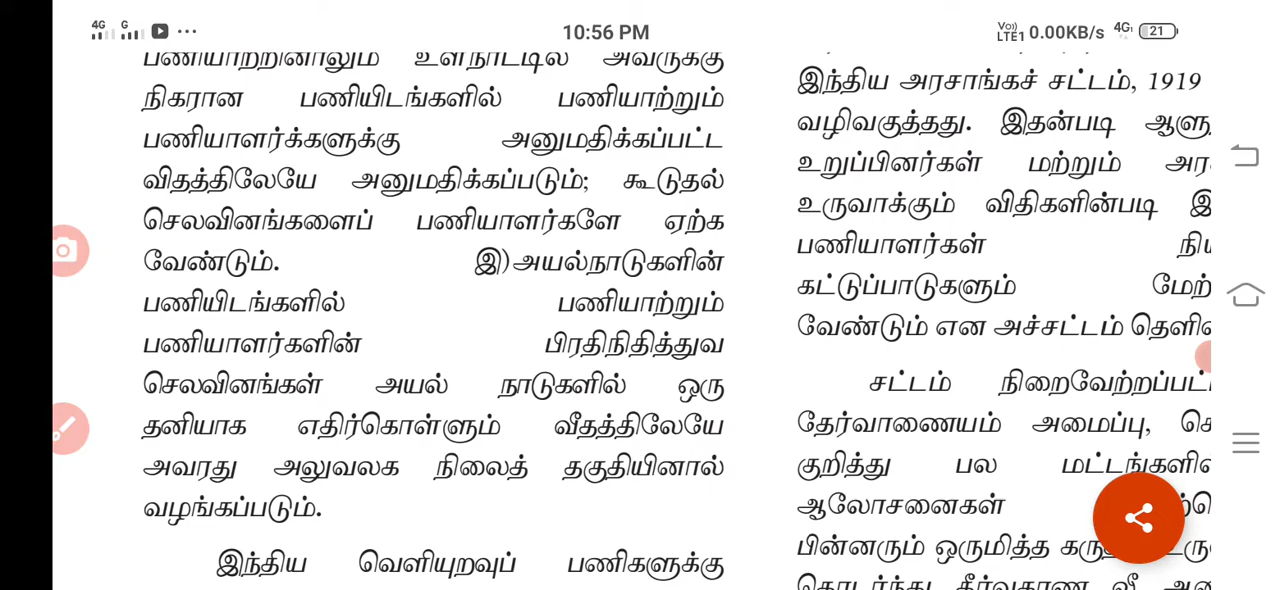 4G G 10:56 PM Vo)) LTE1 0.00KB/s 4G 21
பணியாற்றினாலும் உள்நாட்டில் அவருக்கு
நிகரான பணியிடங்களில் பணியாற்றும்
பணியாளர்க்களுக்கு அனுமதிக்கப்பட்ட
விதத்திலேயே அனுமதிக்கப்படும்; கூடுதல்
செலவினங்களைப் பணியாளர்களே ஏற்க
வேண்டும். இ)அயல்நாடுகளின்
பணியிடங்களில் பணியாற்றும்
பணியாளர்களின் பிரதிநிதித்துவ
செலவினங்கள் அயல் நாடுகளில் ஒரு
தனியாக எதிர்கொள்ளும் வீதத்திலேயே
அவரது அலுவலக நிலைத் தகுதியினால்
வழங்கப்படும்.
இந்திய வெளியுறவுப் பணிகளுக்கு
இந்திய அரசாங்கச் சட்டம், 1919
வழிவகுத்தது. இதன்படி
உறுப்பினர்கள் மற்றும்
உருவாக்கும் விதிகளின்படி
பணியாளர்கள்
கட்டுப்பாடுகளும்
வேண்டும் என அச்சட்டம்
சட்டம்
தேர்வாணையம் அமைப்பு,
குறித்து பல
ஆலோசனைகள்
பின்னரும் ஒருமித்த